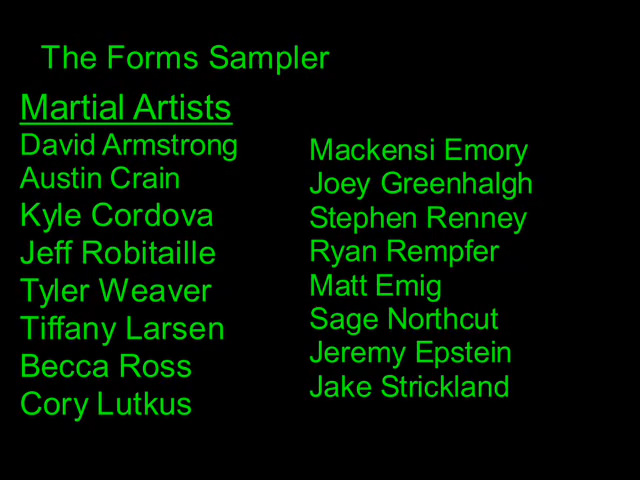 The Forms Sampler
Martial Artists
David Armstrong
Austin Crain
Kyle Cordova
Jeff Robitaille
Tyler Weaver
Tiffany Larsen
Becca Ross
Cory Lutkus
Mackensi Emory
Joey Greenhalgh
Stephen Renney
Ryan Rempfer
Matt Emig
Sage Northcut
Jeremy Epstein
Jake Strickland